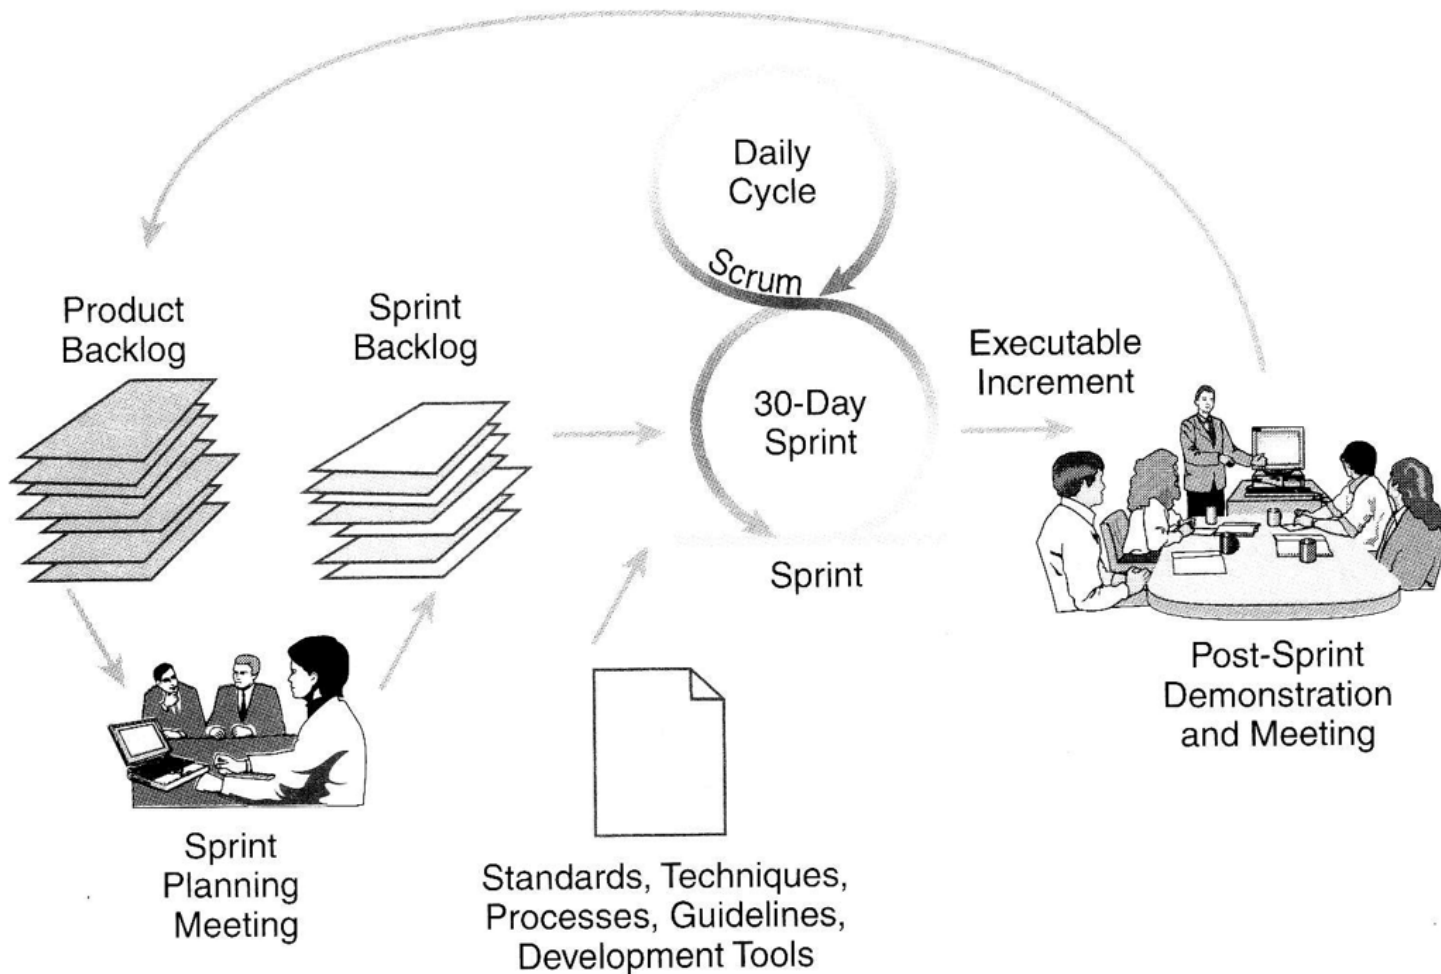 Daily
Cycle
Scrum
Product
Backlog
Sprint
Backlog
30-Day
Sprint
Executable
Increment
Sprint
Post-Sprint
Demonstration
and Meeting
Sprint
Planning
Meeting
Standards, Techniques,
Processes, Guidelines,
Development Tools